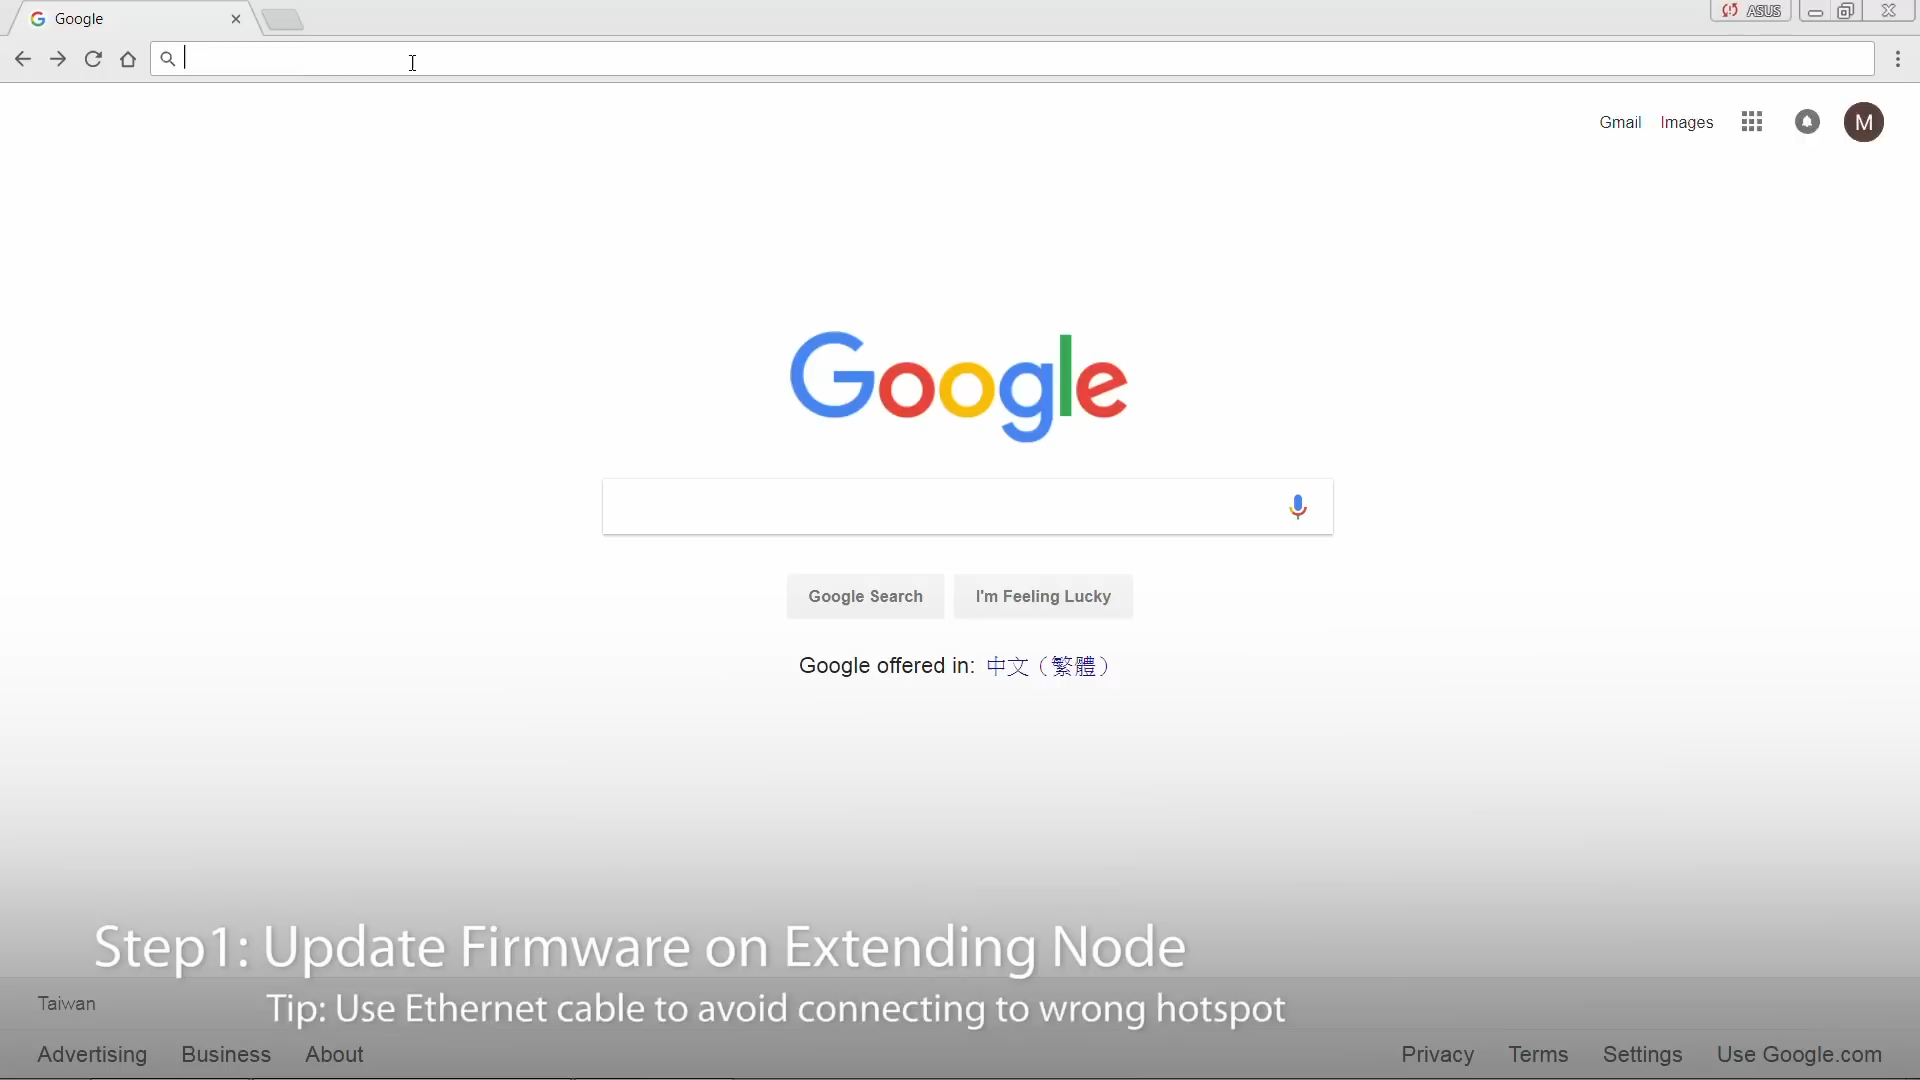 Google
ASUS
Gmail Images M
Google
Google Search I'm Feeling Lucky
Google offered in: 中文（繁體）
Step1: Update Firmware on Extending Node
Taiwan
Tip: Use Ethernet cable to avoid connecting to wrong hotspot
Advertising Business About Privacy Terms Settings Use Google.com